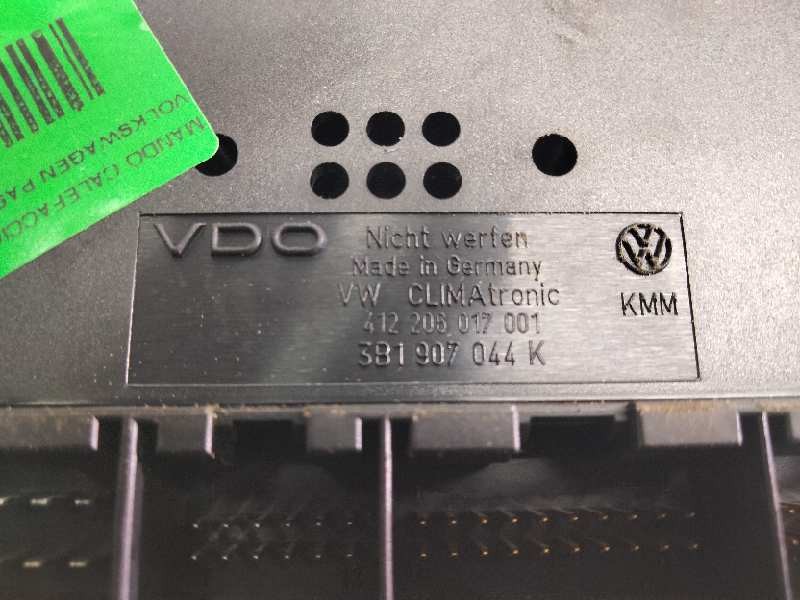 MANDO CALEFACCI
VOLKSWAGEN PAS
VDO
Nicht werfen
Made in Germany
VW CLIMAtronic
412 206 017 001
3B1 907 044 K
VW
KMM